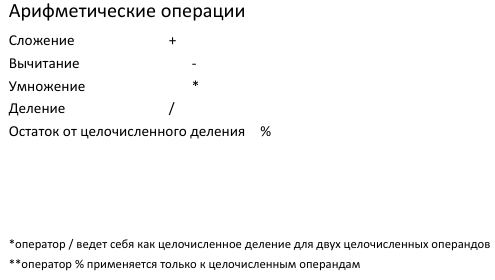 Арифметические операции
Сложение +
Вычитание -
Умножение *
Деление /
Остаток от целочисленного деления %
*оператор / ведет себя как целочисленное деление для двух целочисленных операндов
**оператор % применяется только к целочисленным операндам